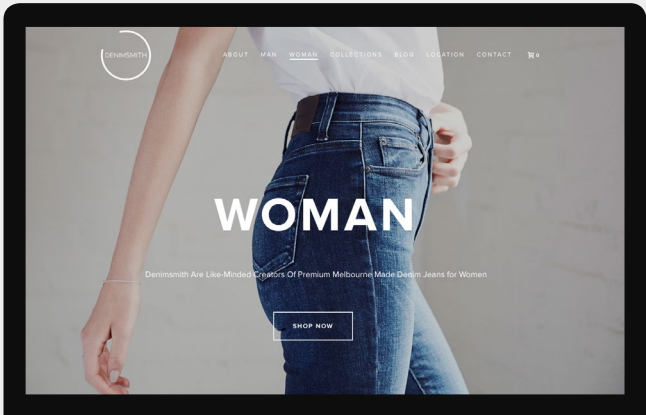 DENIMSMITH
ABOUT MAN WOMAN COLLECTIONS BLOG LOCATION CONTACT 0
WOMAN
Denimsmith Are Like-Minded Creators Of Premium Melbourne Made Denim Jeans for Women
SHOP NOW